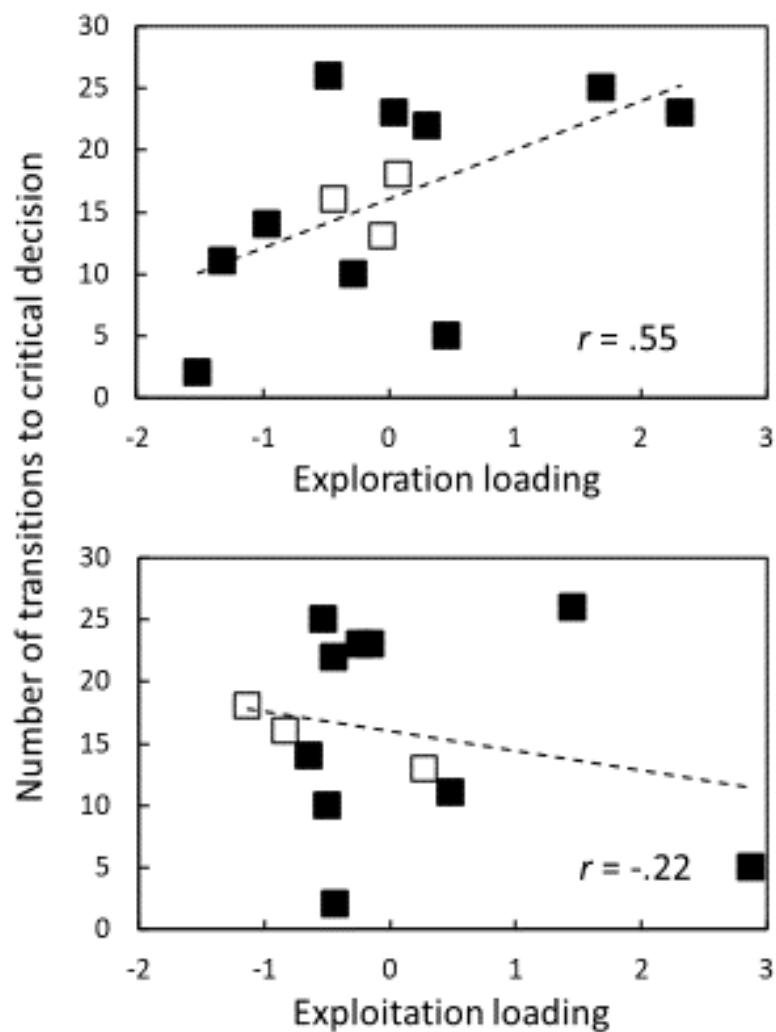 Number of transitions to critical decision
30
25
20
15
10
5
0
r = .55
-2 -1 0 1 2 3
Exploration loading
30
25
20
15
10
5
0
r = -.22
-2 -1 0 1 2 3
Exploitation loading